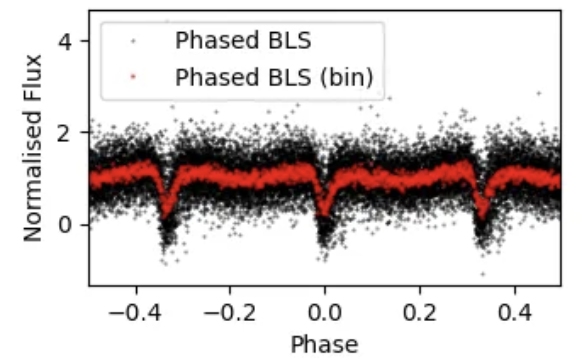 Phased BLS
Phased BLS (bin)
4
2
0
Normalised Flux
−0.4 −0.2 0.0 0.2 0.4
Phase